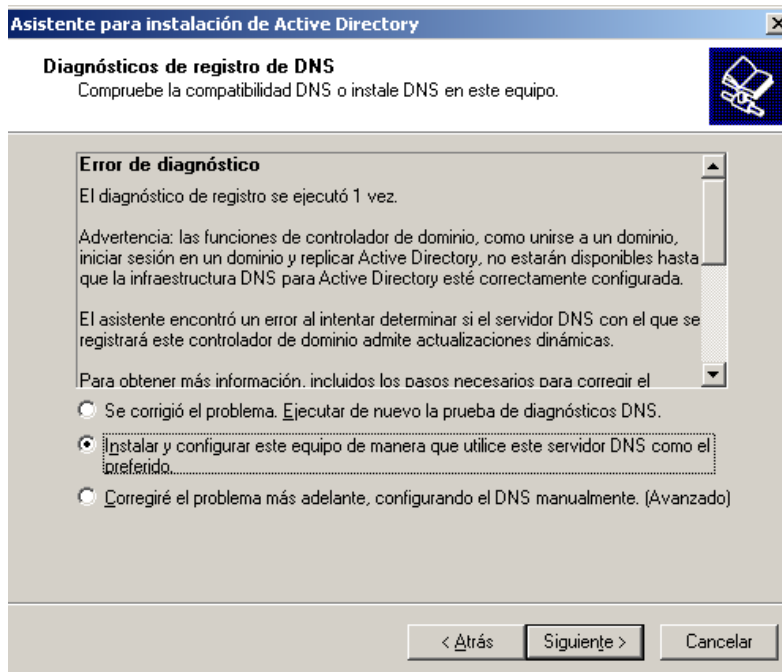 Asistente para instalación de Active Directory
Diagnósticos de registro de DNS
Compruebe la compatibilidad DNS o instale DNS en este equipo.
Error de diagnóstico
El diagnóstico de registro se ejecutó 1 vez.
Advertencia: las funciones de controlador de dominio, como unirse a un dominio,
iniciar sesión en un dominio y replicar Active Directory, no estarán disponibles hasta
que la infraestructura DNS para Active Directory esté correctamente configurada.
El asistente encontró un error al intentar determinar si el servidor DNS con el que se
registrará este controlador de dominio admite actualizaciones dinámicas.
Para obtener más información, incluidos los pasos necesarios para corregir el
Se corrigió el problema. Ejecutar de nuevo la prueba de diagnósticos DNS.
Instalar y configurar este equipo de manera que utilice este servidor DNS como el
preferido.
Corregiré el problema más adelante, configurando el DNS manualmente. (Avanzado)
< Atrás
Siguiente >
Cancelar